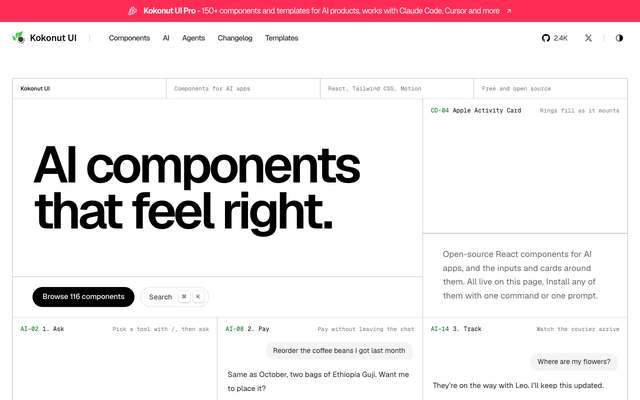 Kokonut UI Pro - 150+ components and templates for AI products, works with Claude Code, Cursor and more ↗
Kokonut UI
Components AI Agents Changelog Templates
2.4K
Kokonut UI
Components for AI apps
React, Tailwind CSS, Motion
Free and open source
AI components
that feel right.
CD-04 Apple Activity Card
Rings fill as it mounts
Open-source React components for AI
apps, and the inputs and cards around
them. All live on this page. Install any of
them with one command or one prompt.
Browse 116 components
Search ⌘ K
AI-02 1. Ask
Pick a tool with /, then ask
AI-08 2. Pay
Pay without leaving the chat
Reorder the coffee beans I got last month
Same as October, two bags of Ethiopia Guji. Want me
to place it?
AI-14 3. Track
Watch the courier arrive
Where are my flowers?
They're on the way with Leo. I'll keep this updated.